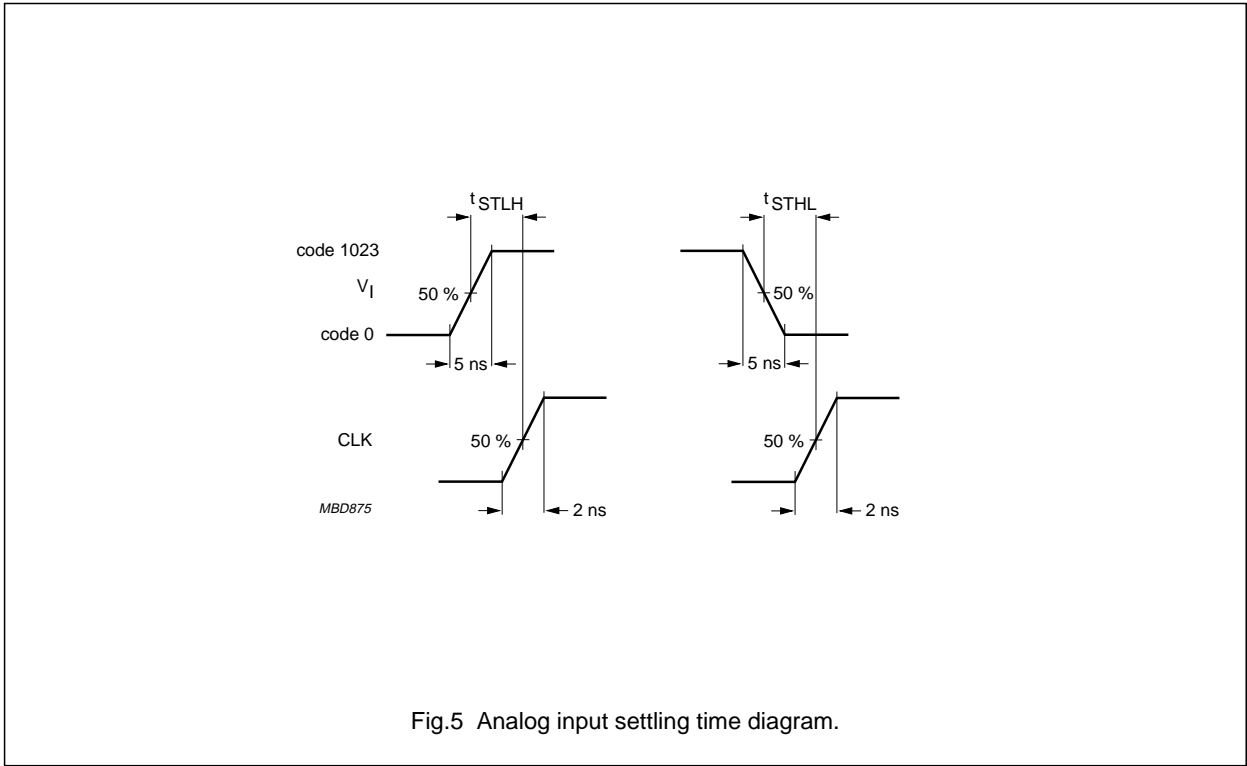 t STLH
t STHL
code 1023
VI
50 %
50 %
code 0
5 ns
5 ns
CLK
50 %
50 %
MBD875
2 ns
2 ns
Fig.5 Analog input settling time diagram.